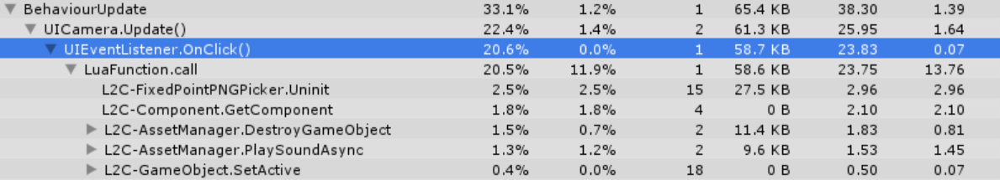 BehaviourUpdate 33.1% 1.2% 1 65.4 KB 38.30 1.39
UICamera.Update() 22.4% 1.4% 2 61.3 KB 25.95 1.64
UIEventListener.OnClick() 20.6% 0.0% 1 58.7 KB 23.83 0.07
LuaFunction.call 20.5% 11.9% 1 58.6 KB 23.75 13.76
L2C-FixedPointPNGPicker.Uninit 2.5% 2.5% 15 27.5 KB 2.96 2.96
L2C-Component.GetComponent 1.8% 1.8% 4 0 B 2.10 2.10
L2C-AssetManager.DestroyGameObject 1.5% 0.7% 2 11.4 KB 1.83 0.81
L2C-AssetManager.PlaySoundAsync 1.3% 1.2% 2 9.6 KB 1.53 1.45
L2C-GameObject.SetActive 0.4% 0.0% 18 0 B 0.50 0.07